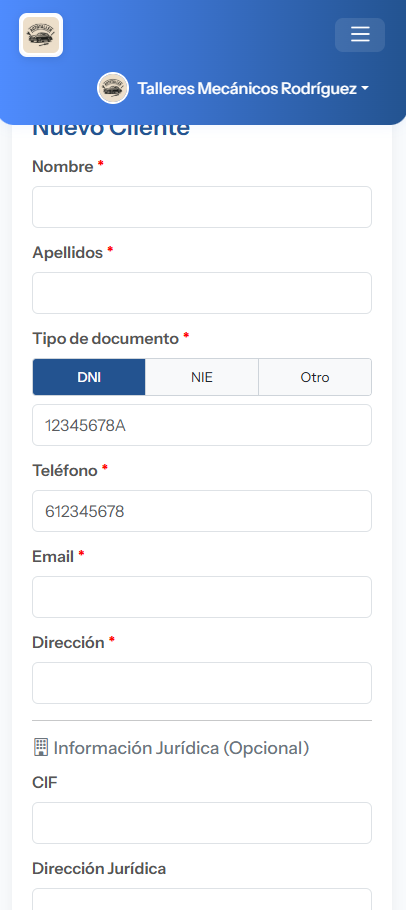 Talleres Mecánicos Rodríguez
Nuevo Cliente
Nombre *
Apellidos *
Tipo de documento *
DNI NIE Otro
12345678A
Teléfono *
612345678
Email *
Dirección *
Información Jurídica (Opcional)
CIF
Dirección Jurídica